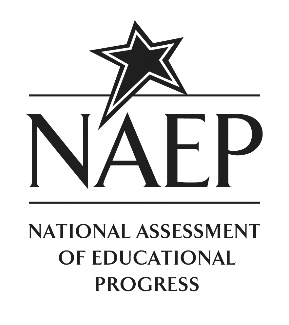 NAEP
NATIONAL ASSESSMENT
OF EDUCATIONAL
PROGRESS